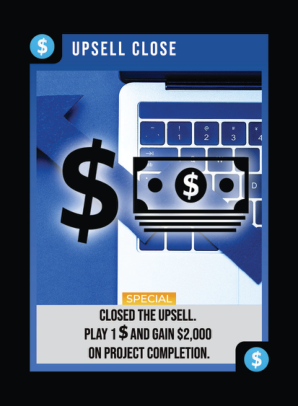 $ UPSELL CLOSE
$
$
SPECIAL
CLOSED THE UPSELL.
PLAY 1 $ AND GAIN $2,000
ON PROJECT COMPLETION.
$